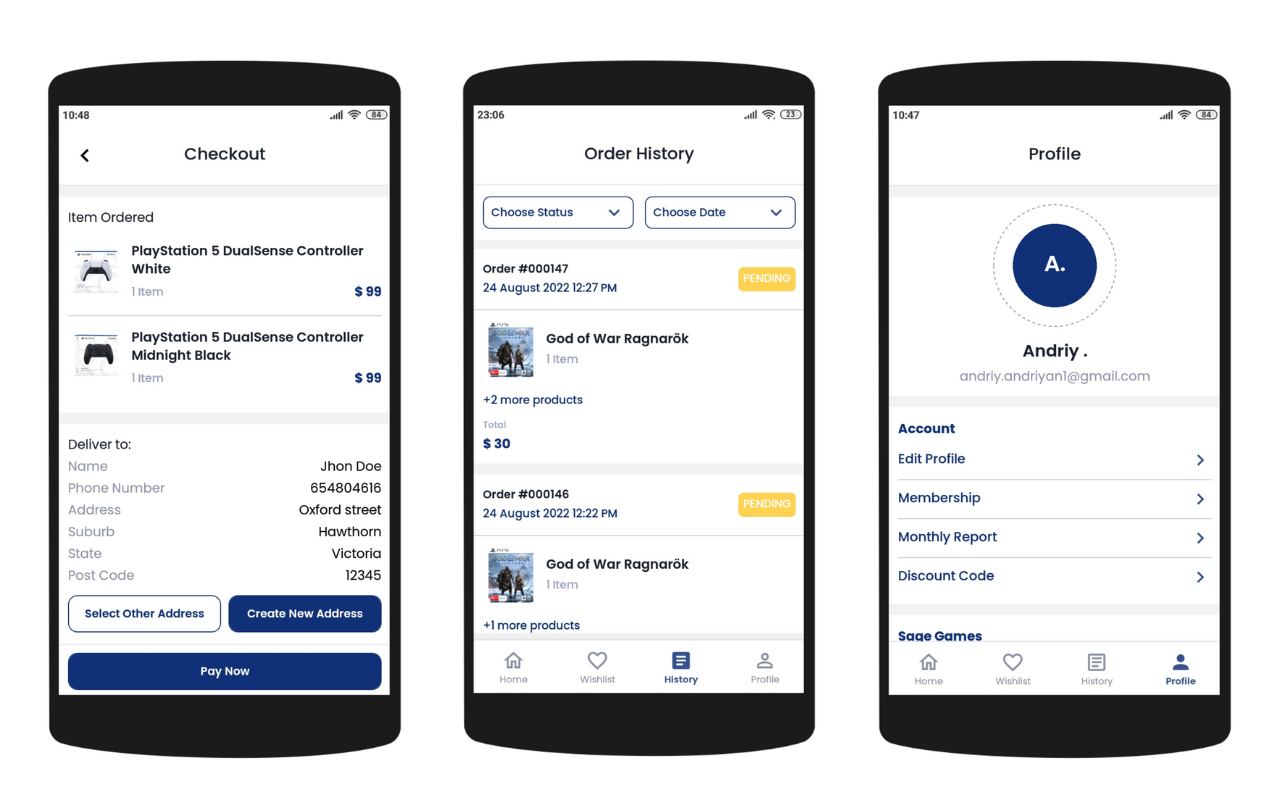 10:48
84
Checkout
Item Ordered
PlayStation 5 DualSense Controller
White
1 Item
$ 99
PlayStation 5 DualSense Controller
Midnight Black
1 Item
$ 99
Deliver to:
Name Jhon Doe
Phone Number 654804616
Address Oxford street
Suburb Hawthorn
State Victoria
Post Code 12345
Select Other Address
Create New Address
Pay Now
23:06
23
Order History
Choose Status
Choose Date
Order #000147
24 August 2022 12:27 PM
PENDING
God of War Ragnarök
1 Item
+2 more products
Total
$ 30
Order #000146
24 August 2022 12:22 PM
PENDING
God of War Ragnarök
1 Item
+1 more products
Home
Wishlist
History
Profile
10:47
84
Profile
A.
Andriy .
andriy.andriyan1@gmail.com
Account
Edit Profile
Membership
Monthly Report
Discount Code
Sage Games
Home
Wishlist
History
Profile